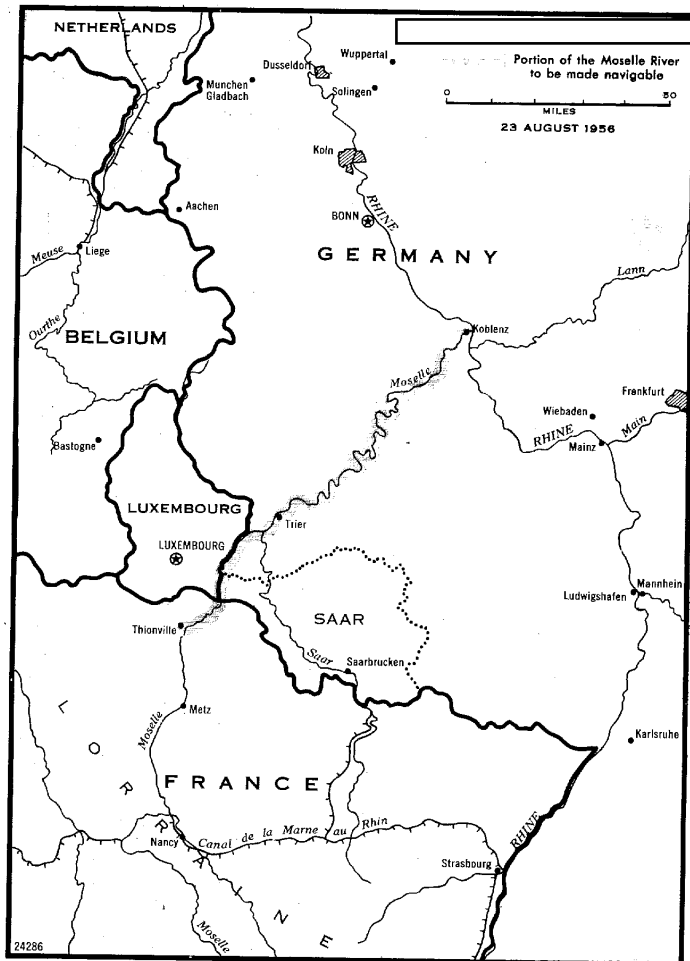 NETHERLANDS
Portion of the Moselle River
to be made navigable
0 50
MILES
23 AUGUST 1956
Dusseldorf
Wuppertal
Munchen
Gladbach
Solingen
Koln
RHINE
Aachen
BONN
GERMANY
Meuse
Liege
Lann
Ourthe
BELGIUM
Koblenz
Moselle
Frankfurt
Wiebaden
RHINE
Main
Mainz
Bastogne
LUXEMBOURG
Trier
LUXEMBOURG
Mannhein
Ludwigshafen
SAAR
Thionville
Saar
Saarbrucken
Metz
Moselle
Karlsruhe
LORRAINE
FRANCE
Nancy
Canal de la Marne au Rhin
RHINE
Strasbourg
Moselle
24286